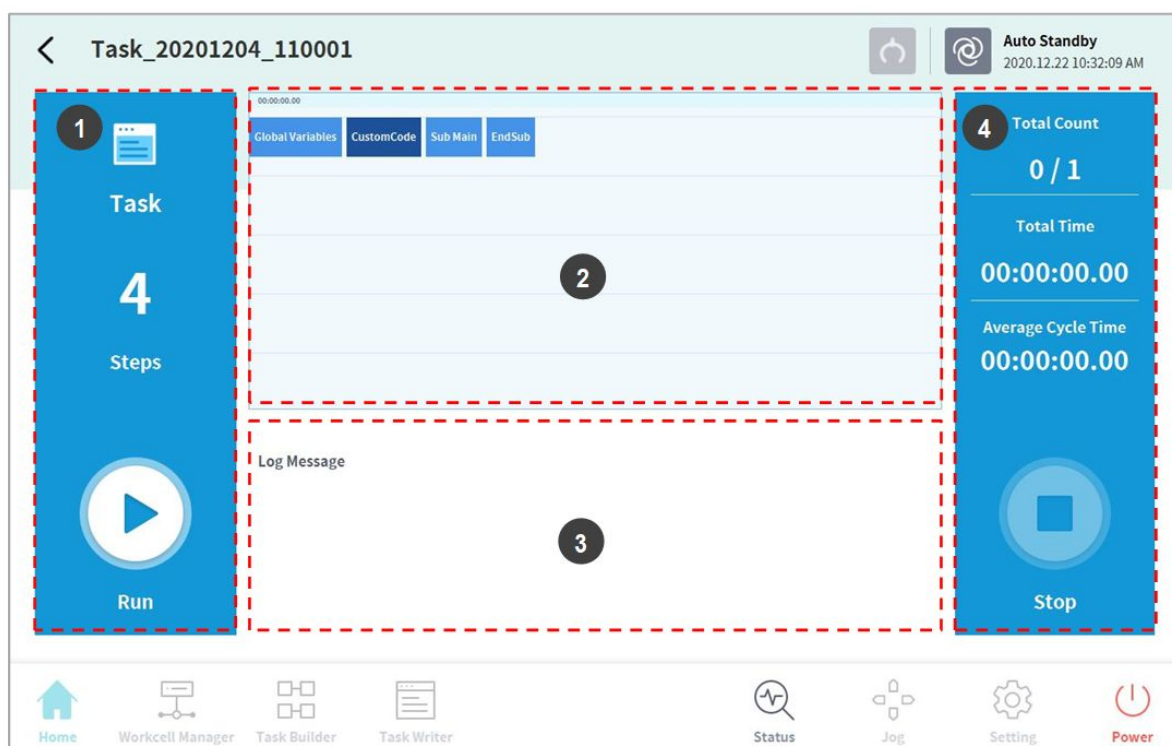 Task_20201204_110001
Auto Standby
2020.12.22 10:32:09 AM
1
Task
4
Steps
Run
00:00:00.00
Global Variables CustomCode Sub Main EndSub
2
Log Message
3
4
Total Count
0 / 1
Total Time
00:00:00.00
Average Cycle Time
00:00:00.00
Stop
Home Workcell Manager Task Builder Task Writer Status Jog Setting Power